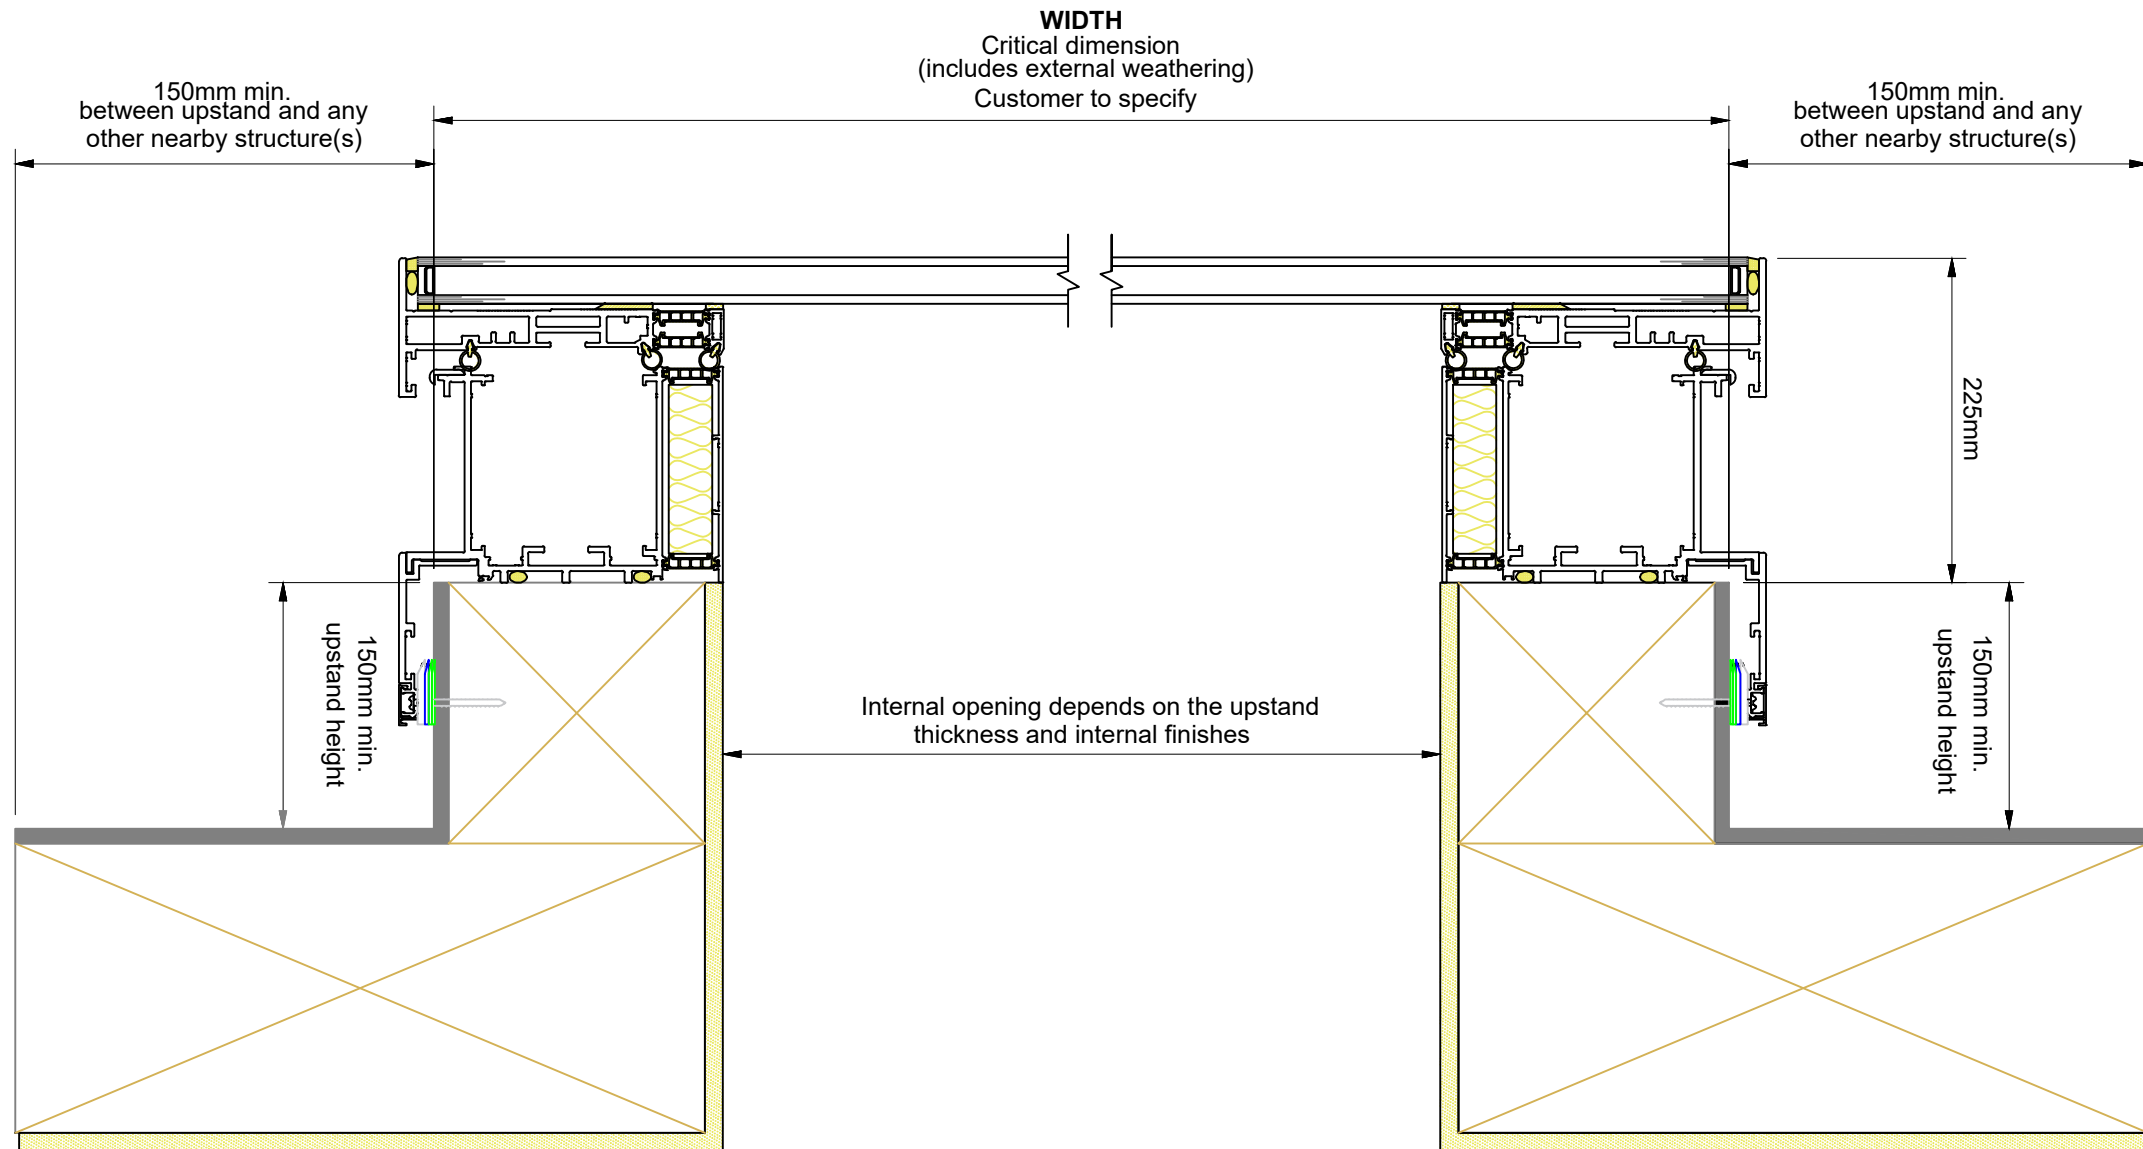 WIDTH
Critical dimension
(includes external weathering)
Customer to specify
150mm min.
between upstand and any
other nearby structure(s)
150mm min.
between upstand and any
other nearby structure(s)
225mm
150mm min.
upstand height
150mm min.
upstand height
Internal opening depends on the upstand
thickness and internal finishes